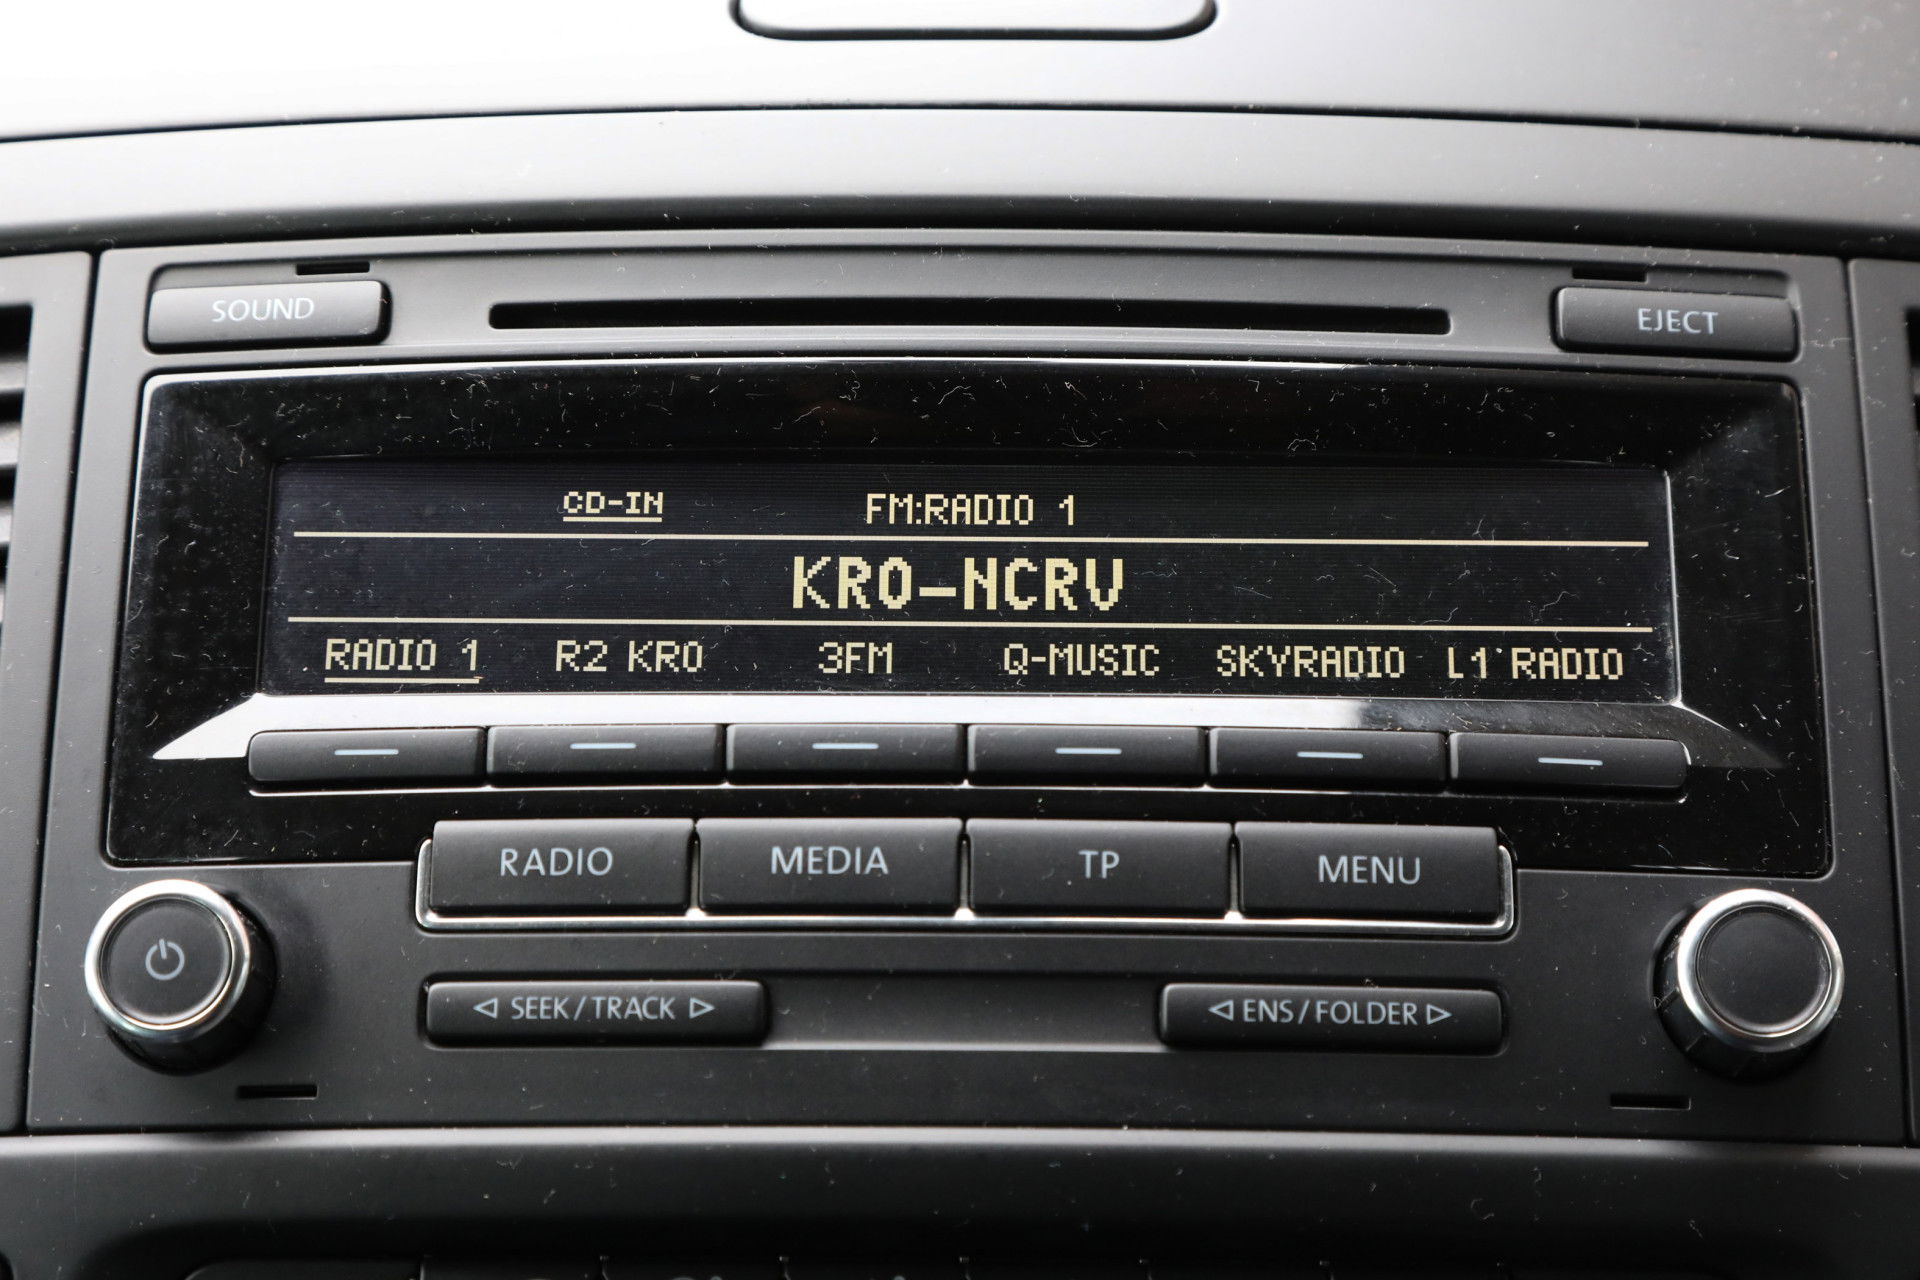 SOUND EJECT
CD-IN FM:RADIO 1
KRO-NCRV
RADIO 1 R2 KRO 3FM Q-MUSIC SKYRADIO L1 RADIO
RADIO MEDIA TP MENU
◁ SEEK/TRACK ▷ ◁ ENS/FOLDER ▷